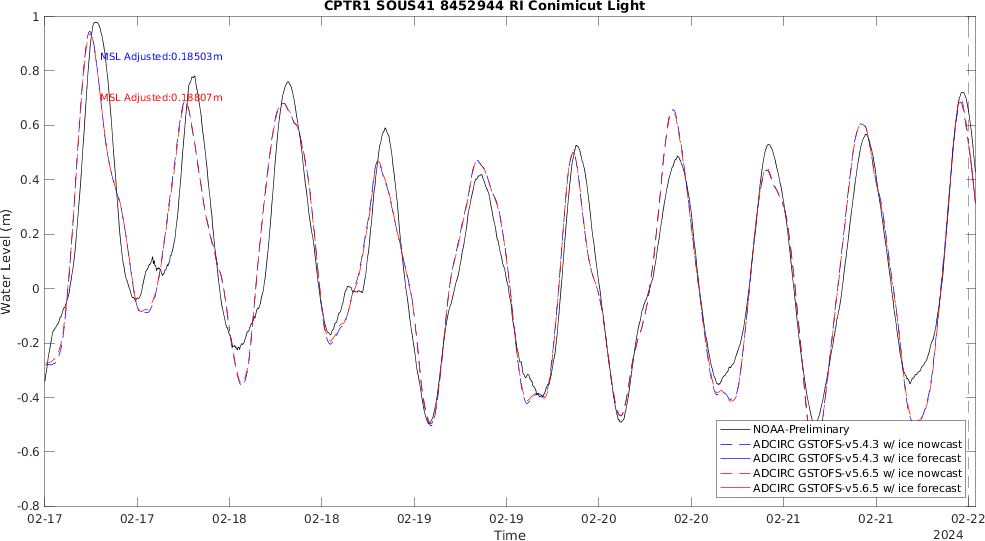 CPTR1 SOUS41 8452944 RI Conimicut Light
MSL Adjusted:0.18503m
MSL Adjusted:0.18807m
Water Level (m)
1
0.8
0.6
0.4
0.2
0
-0.2
-0.4
-0.6
-0.8
NOAA-Preliminary
ADCIRC GSTOFS-v5.4.3 w/ ice nowcast
ADCIRC GSTOFS-v5.4.3 w/ ice forecast
ADCIRC GSTOFS-v5.6.5 w/ ice nowcast
ADCIRC GSTOFS-v5.6.5 w/ ice forecast
02-17 02-17 02-18 02-18 02-19 02-19 02-20 02-20 02-21 02-21 02-22
Time
2024